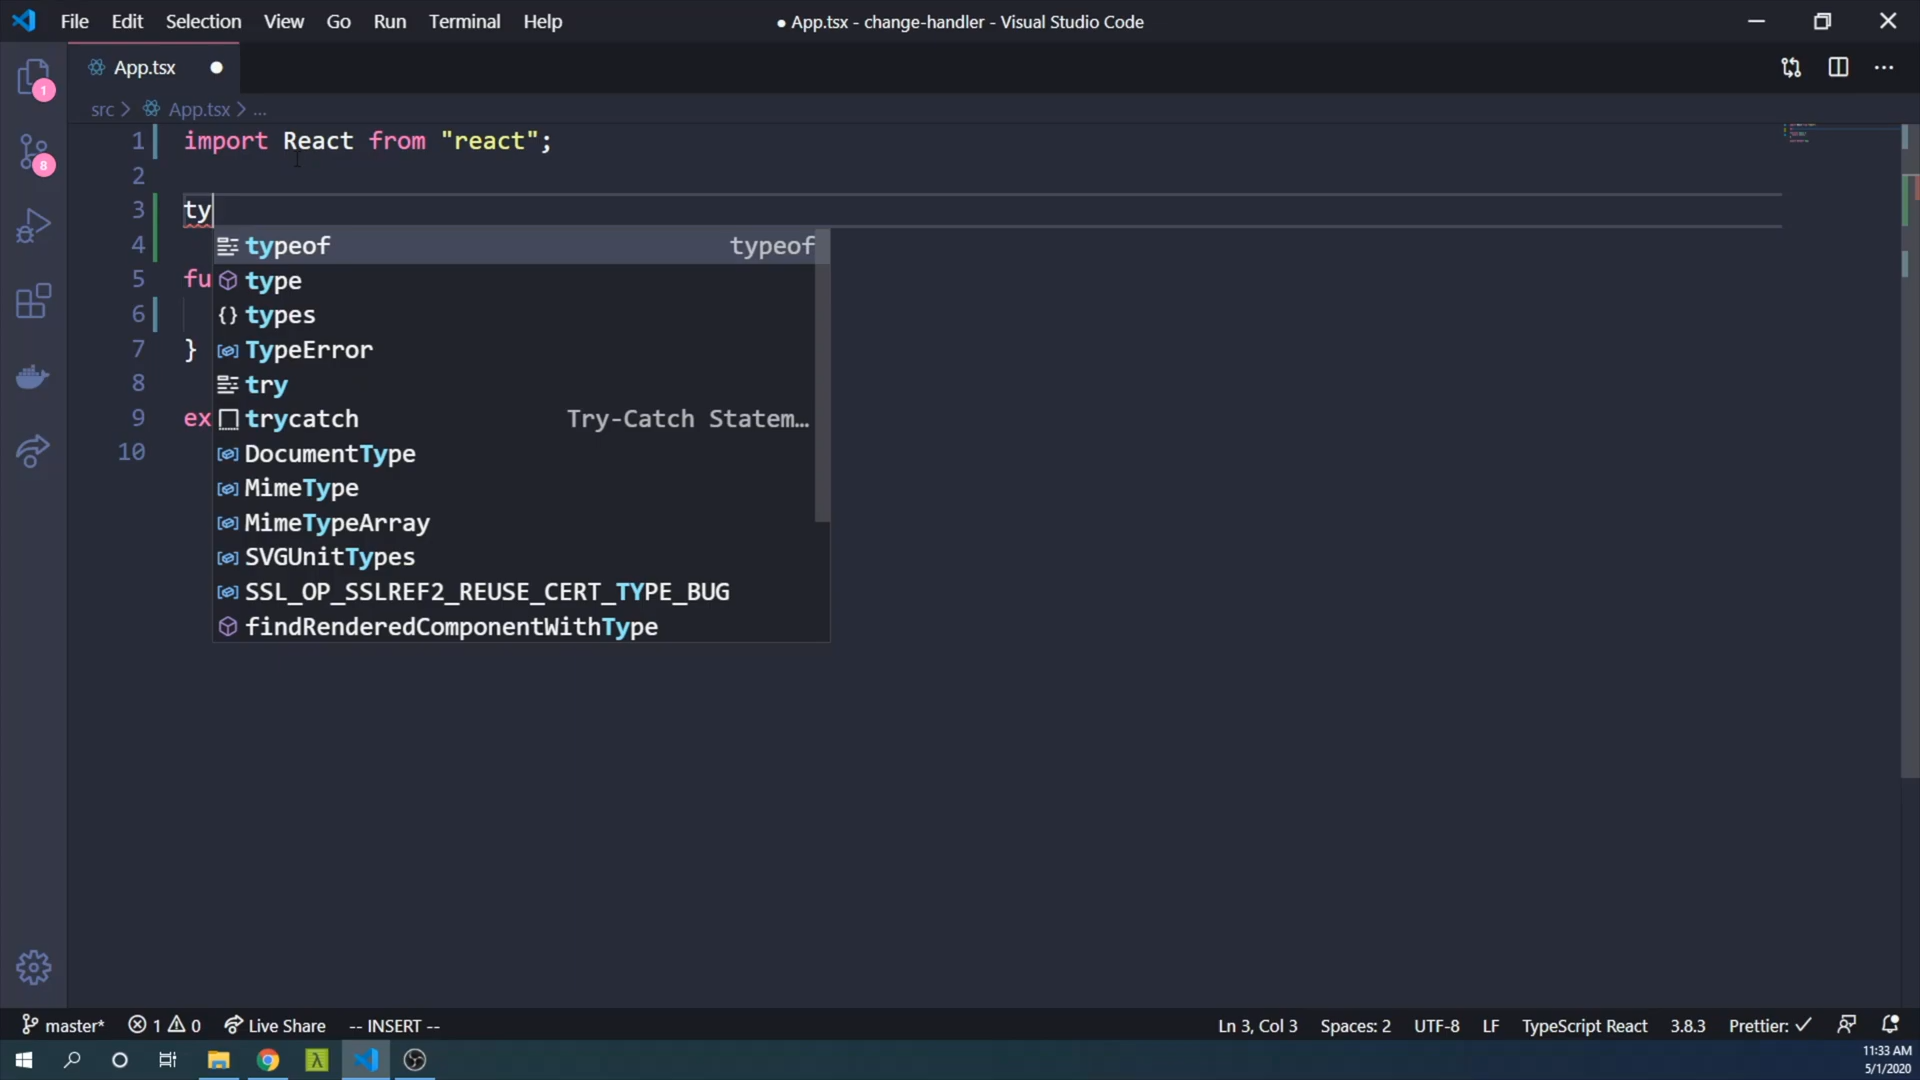 File Edit Selection View Go Run Terminal Help
● App.tsx - change-handler - Visual Studio Code
App.tsx
src > App.tsx > ...
1 import React from "react";
2
3 ty
4
5 fu
6
7 }
8
9 ex
10
typeof typeof
type
types
TypeError
try
trycatch Try-Catch Statem…
DocumentType
MimeType
MimeTypeArray
SVGUnitTypes
SSL_OP_SSLREF2_REUSE_CERT_TYPE_BUG
findRenderedComponentWithType
1
8
master* 1 0 Live Share -- INSERT -- Ln 3, Col 3 Spaces: 2 UTF-8 LF TypeScript React 3.8.3 Prettier: ✓
11:33 AM
5/1/2020